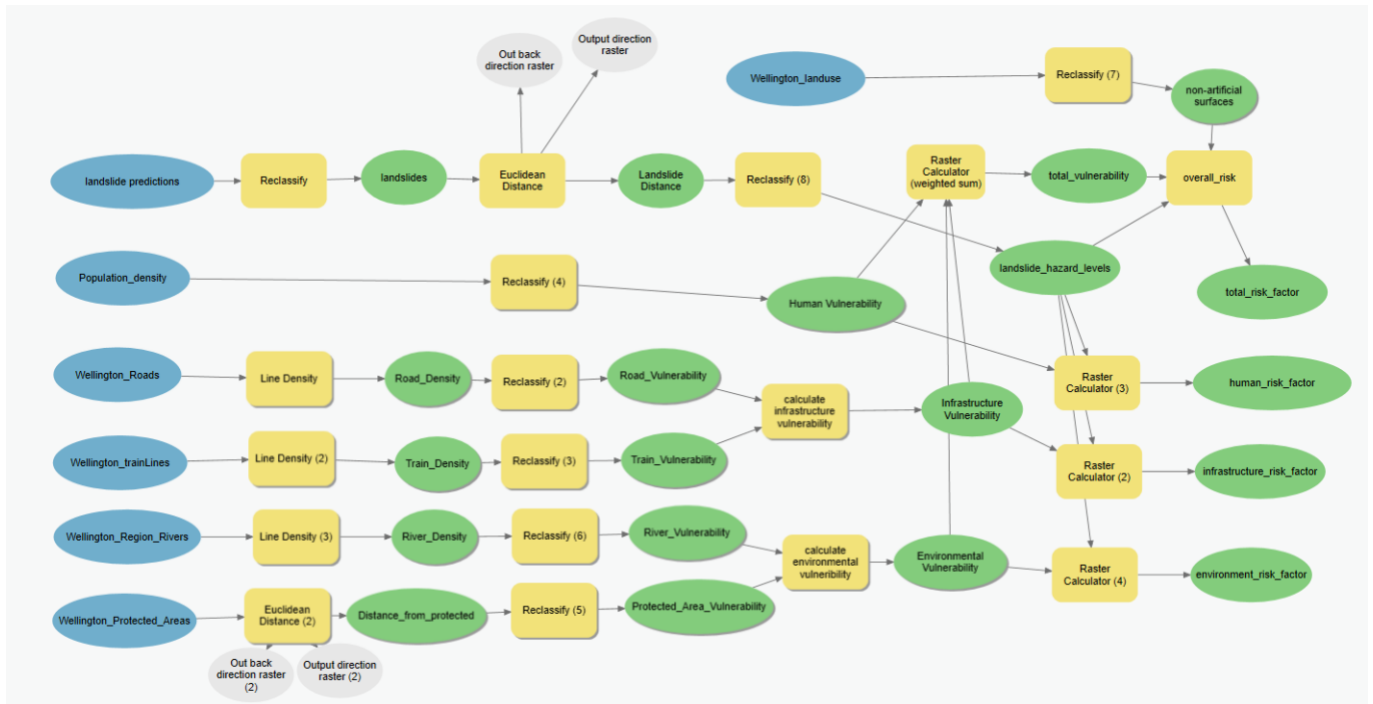 Out back
direction raster
Output direction
raster
Wellington_landuse
Reclassify (7)
non-artificial
surfaces
landslide predictions
Reclassify
landslides
Euclidean
Distance
Landslide
Distance
Reclassify (8)
Raster
Calculator
(weighted sum)
total_vulnerability
overall_risk
Population_density
Reclassify (4)
Human Vulnerability
landslide_hazard_levels
total_risk_factor
Wellington_Roads
Line Density
Road_Density
Reclassify (2)
Road_Vulnerability
calculate
infrastructure
vulnerability
Infrastructure
Vulnerability
Raster
Calculator (3)
human_risk_factor
Wellington_trainLines
Line Density (2)
Train_Density
Reclassify (3)
Train_Vulnerability
Raster
Calculator (2)
infrastructure_risk_factor
Wellington_Region_Rivers
Line Density (3)
River_Density
Reclassify (6)
River_Vulnerability
calculate
environmental
vulneribility
Environmental
Vulnerability
Raster
Calculator (4)
environment_risk_factor
Wellington_Protected_Areas
Euclidean
Distance (2)
Distance_from_protected
Reclassify (5)
Protected_Area_Vulnerability
Out back
direction raster
(2)
Output direction
raster (2)